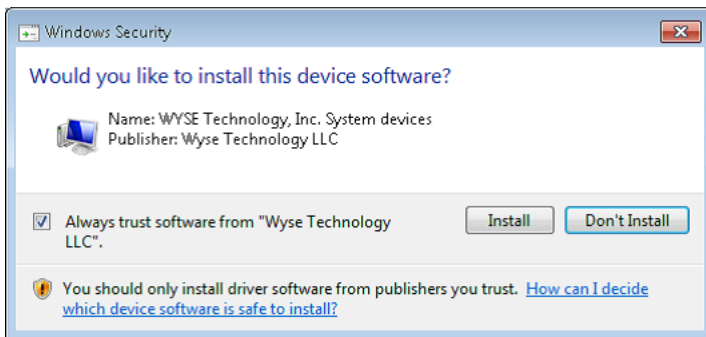 Windows Security
Would you like to install this device software?
Name: WYSE Technology, Inc. System devices
Publisher: Wyse Technology LLC
Always trust software from "Wyse Technology
LLC".
Install
Don't Install
You should only install driver software from publishers you trust. How can I decide
which device software is safe to install?